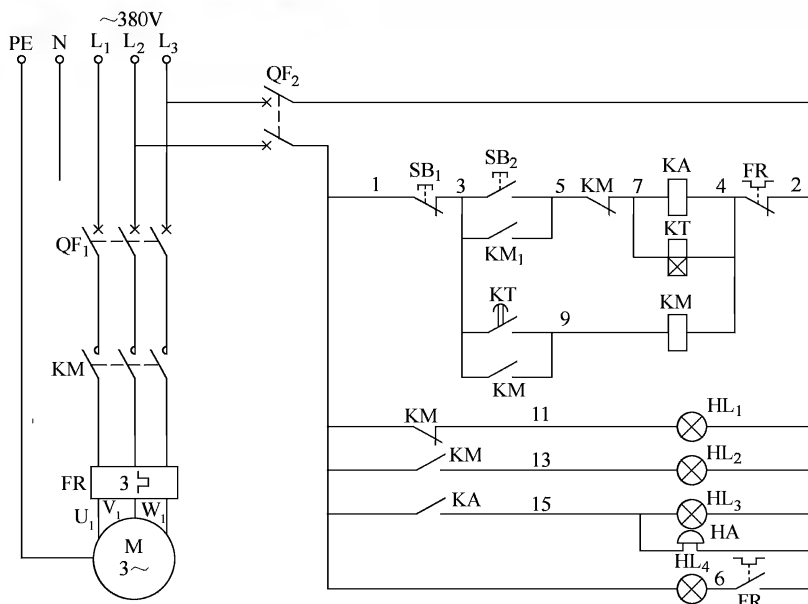 ~380V
PE N L₁ L₂ L₃
QF₂
1 SB₁ 3 SB₂ 5 KM 7 KA 4 FR 2
KM₁ KT
QF₁
KT 9 KM
KM
KM
KM 11 HL₁
KM 13 HL₂
FR 3
KA 15 HL₃
U₁ V₁ W₁
HA
M
3~
HL₄ 6
FR